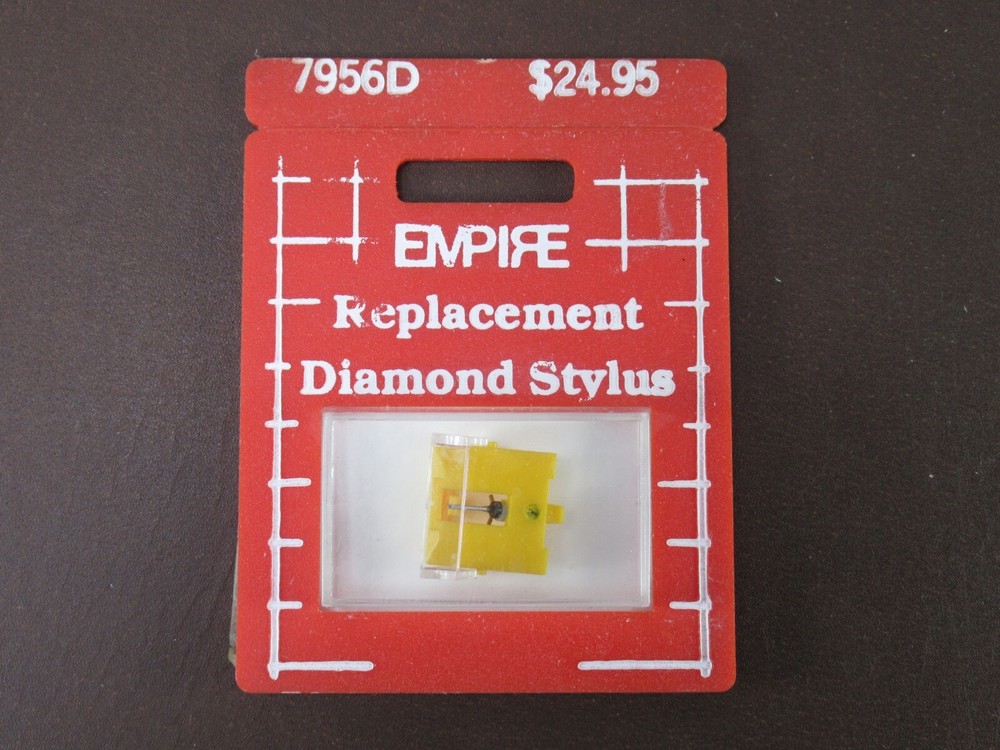 7956D $24.95
EMPIRE
Replacement
Diamond Stylus